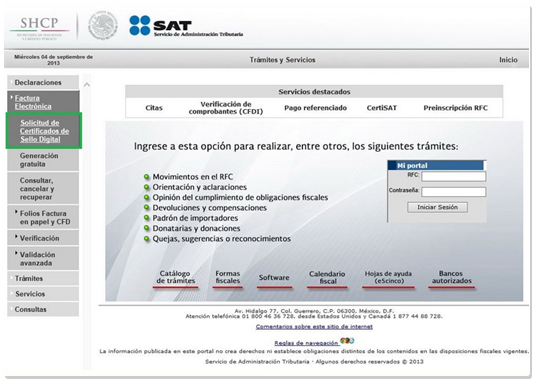 SHCP
SAT
Servicio de Administración Tributaria
Miércoles 04 de septiembre de
2013
Trámites y Servicios
Inicio
Declaraciones
Factura
Electrónica
Solicitud de
Certificados de
Sello Digital
Generación
gratuita
Consultar,
cancelar y
recuperar
Folios Factura
en papel y CFD
Verificación
Validación
avanzada
Trámites
Servicios
Consultas
Servicios destacados
Citas
Verificación de
comprobantes (CFDI)
Pago referenciado
CertiSAT
Preinscripción RFC
Ingrese a esta opción para realizar, entre otros, los siguientes trámites:
Movimientos en el RFC
Orientación y aclaraciones
Opinión del cumplimiento de obligaciones fiscales
Devoluciones y compensaciones
Padrón de importadores
Donatarias y donaciones
Quejas, sugerencias o reconocimientos
Mi portal
RFC:
Contraseña:
Iniciar Sesión
Catálogo
de trámites
Formas
fiscales
Software
Calendario
fiscal
Hojas de ayuda
(e5cinco)
Bancos
autorizados
Av. Hidalgo 77, Col. Guerrero, C.P. 06300, México, D.F.
Atención telefónica 01 800 46 36 728, desde Estados Unidos y Canadá 1 877 44 88 728.
Comentarios sobre este sitio de internet
Reglas de navegación
La información publicada en este portal no crea derechos ni establece obligaciones distintos de los contenidos en las disposiciones fiscales vigentes.
Servicio de Administración Tributaria - Algunos derechos reservados © 2013